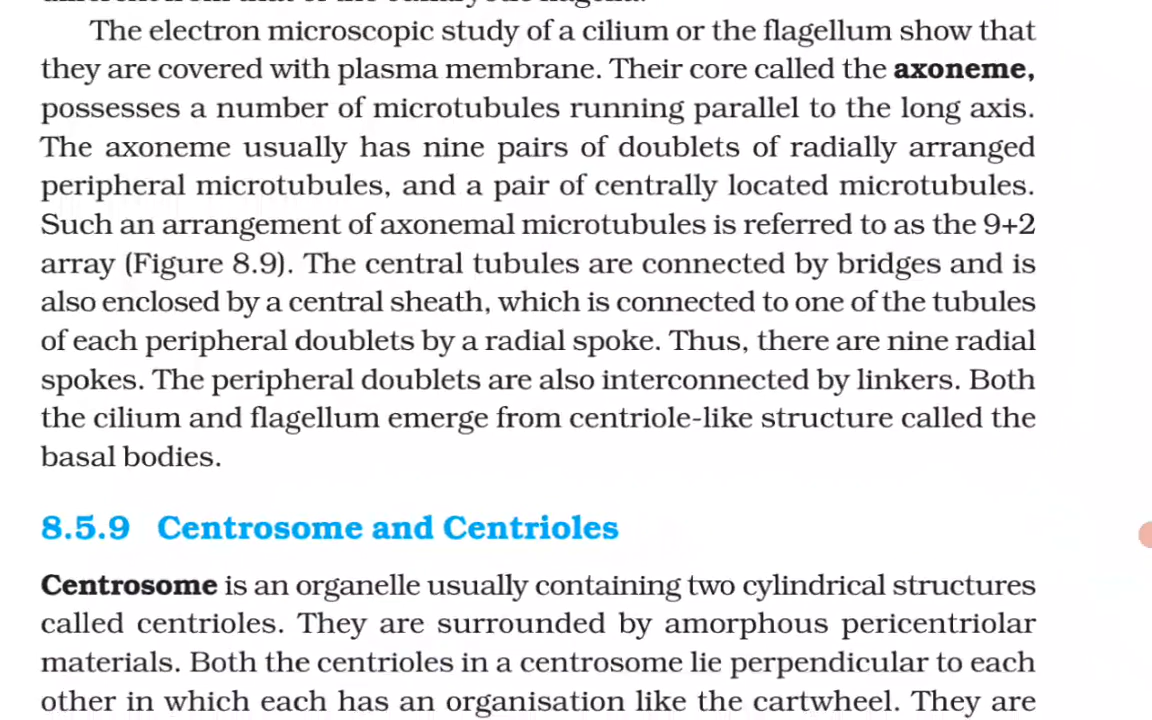 different from that of the eukaryotic flagella.
The electron microscopic study of a cilium or the flagellum show that
they are covered with plasma membrane. Their core called the axoneme,
possesses a number of microtubules running parallel to the long axis.
The axoneme usually has nine pairs of doublets of radially arranged
peripheral microtubules, and a pair of centrally located microtubules.
Such an arrangement of axonemal microtubules is referred to as the 9+2
array (Figure 8.9). The central tubules are connected by bridges and is
also enclosed by a central sheath, which is connected to one of the tubules
of each peripheral doublets by a radial spoke. Thus, there are nine radial
spokes. The peripheral doublets are also interconnected by linkers. Both
the cilium and flagellum emerge from centriole-like structure called the
basal bodies.
8.5.9 Centrosome and Centrioles
Centrosome is an organelle usually containing two cylindrical structures
called centrioles. They are surrounded by amorphous pericentriolar
materials. Both the centrioles in a centrosome lie perpendicular to each
other in which each has an organisation like the cartwheel. They are